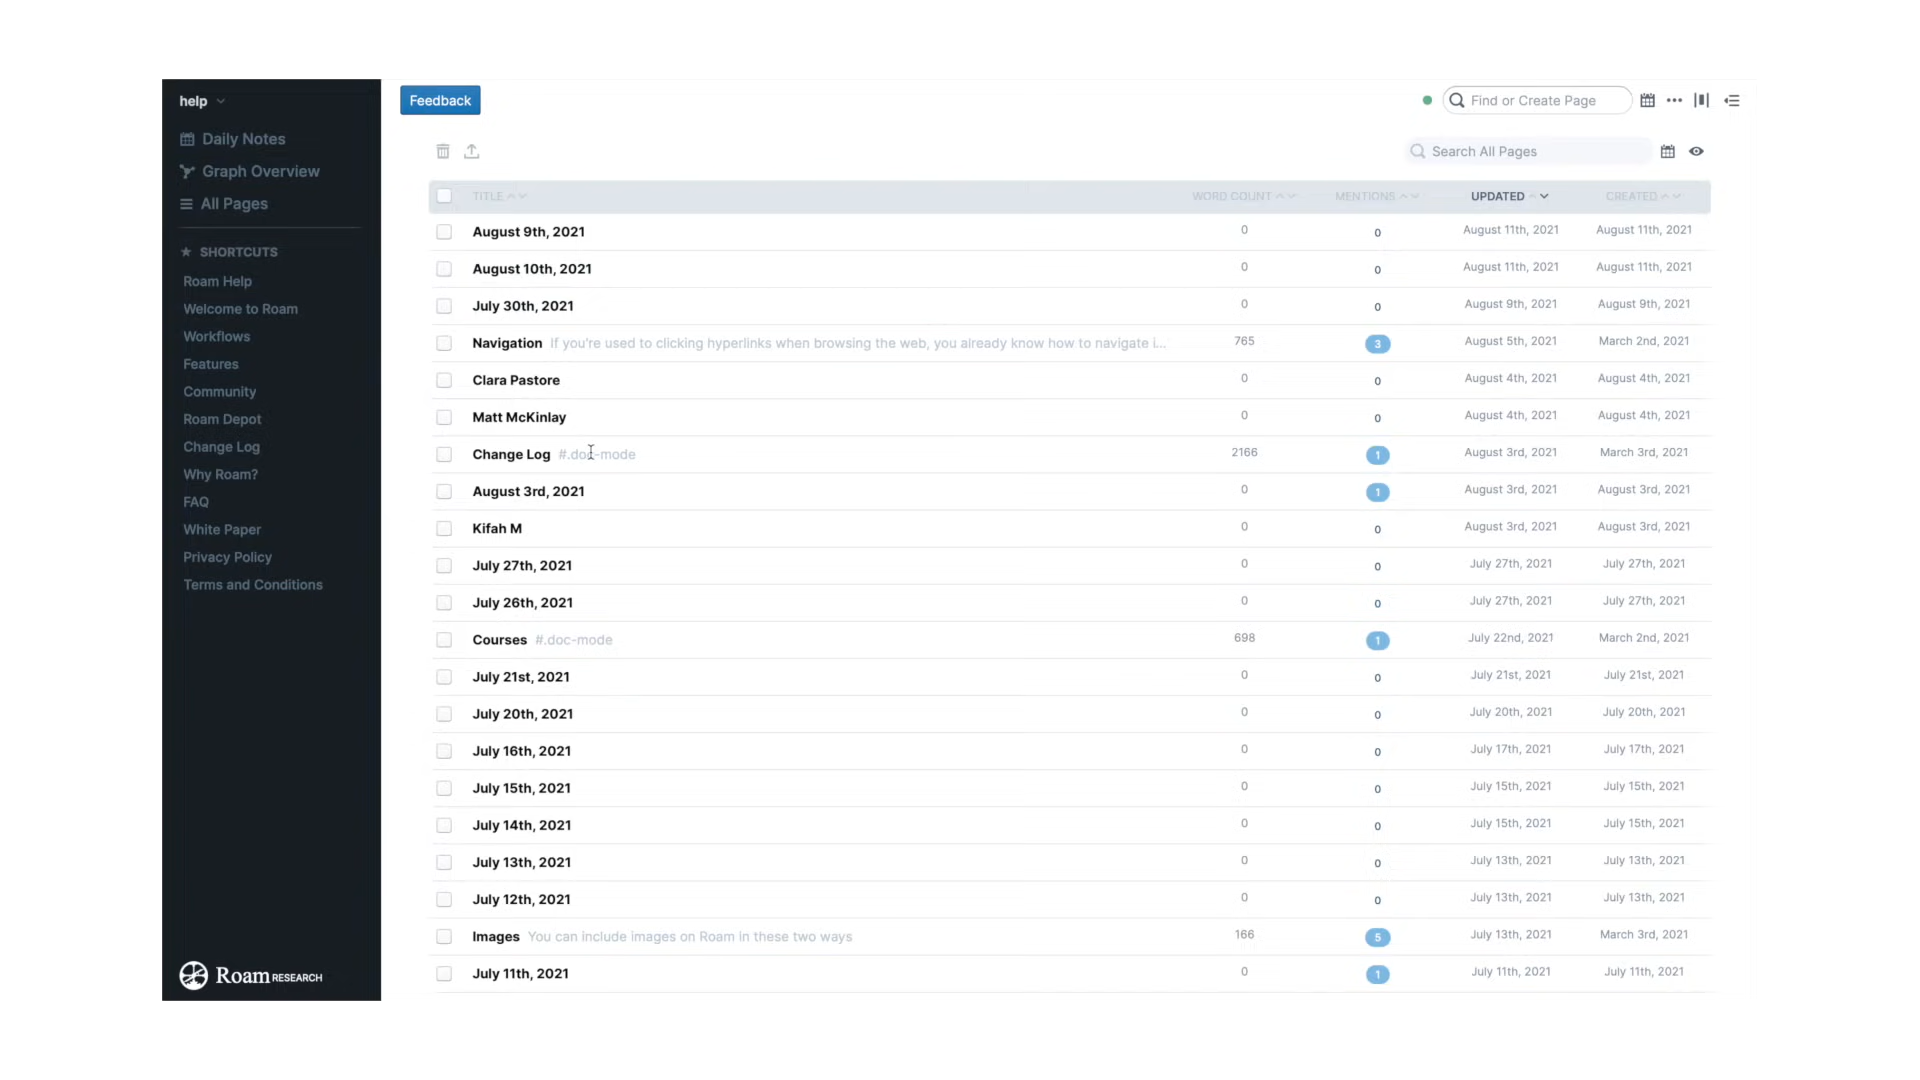 help
Feedback
Find or Create Page
Daily Notes
Graph Overview
All Pages
SHORTCUTS
Roam Help
Welcome to Roam
Workflows
Features
Community
Roam Depot
Change Log
Why Roam?
FAQ
White Paper
Privacy Policy
Terms and Conditions
Roam RESEARCH
Search All Pages
TITLE WORD COUNT MENTIONS UPDATED CREATED
August 9th, 2021 0 0 August 11th, 2021 August 11th, 2021
August 10th, 2021 0 0 August 11th, 2021 August 11th, 2021
July 30th, 2021 0 0 August 9th, 2021 August 9th, 2021
Navigation If you're used to clicking hyperlinks when browsing the web, you already know how to navigate i... 765 3 August 5th, 2021 March 2nd, 2021
Clara Pastore 0 0 August 4th, 2021 August 4th, 2021
Matt McKinlay 0 0 August 4th, 2021 August 4th, 2021
Change Log #.doc-mode 2166 1 August 3rd, 2021 March 3rd, 2021
August 3rd, 2021 0 1 August 3rd, 2021 August 3rd, 2021
Kifah M 0 0 August 3rd, 2021 August 3rd, 2021
July 27th, 2021 0 0 July 27th, 2021 July 27th, 2021
July 26th, 2021 0 0 July 27th, 2021 July 27th, 2021
Courses #.doc-mode 698 1 July 22nd, 2021 March 2nd, 2021
July 21st, 2021 0 0 July 21st, 2021 July 21st, 2021
July 20th, 2021 0 0 July 20th, 2021 July 20th, 2021
July 16th, 2021 0 0 July 17th, 2021 July 17th, 2021
July 15th, 2021 0 0 July 15th, 2021 July 15th, 2021
July 14th, 2021 0 0 July 15th, 2021 July 15th, 2021
July 13th, 2021 0 0 July 13th, 2021 July 13th, 2021
July 12th, 2021 0 0 July 13th, 2021 July 13th, 2021
Images You can include images on Roam in these two ways 166 5 July 13th, 2021 March 3rd, 2021
July 11th, 2021 0 1 July 11th, 2021 July 11th, 2021